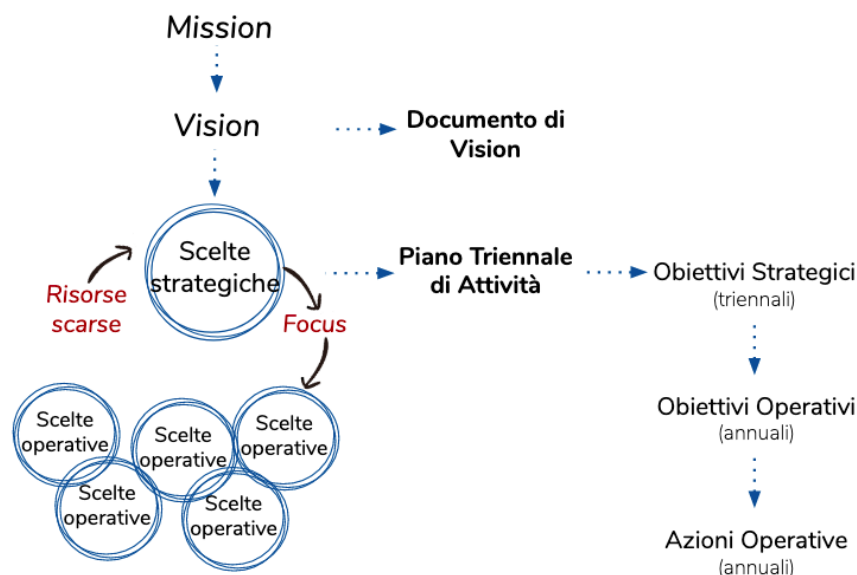 Mission
Vision
Documento di
Vision
Scelte
strategiche
Risorse
scarse
Focus
Piano Triennale
di Attività
Obiettivi Strategici
(triennali)
Obiettivi Operativi
(annuali)
Azioni Operative
(annuali)
Scelte
operative
Scelte
operative
Scelte
operative
Scelte
operative
Scelte
operative